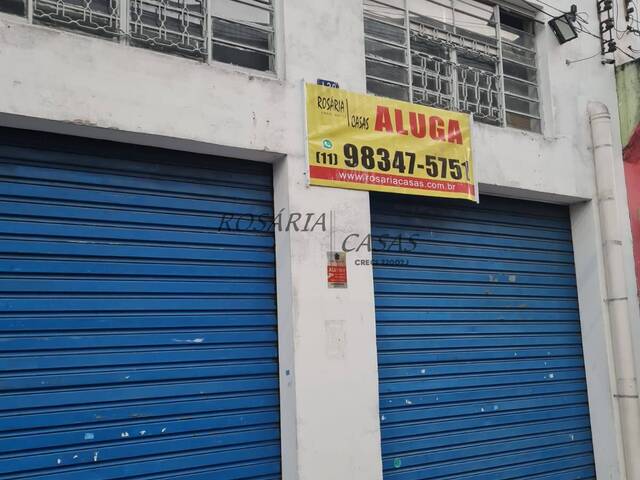 ROSÁRIA
CASAS
ALUGA
(11) 98347-5751
www.rosariacasas.com.br
ROSÁRIA
CASAS